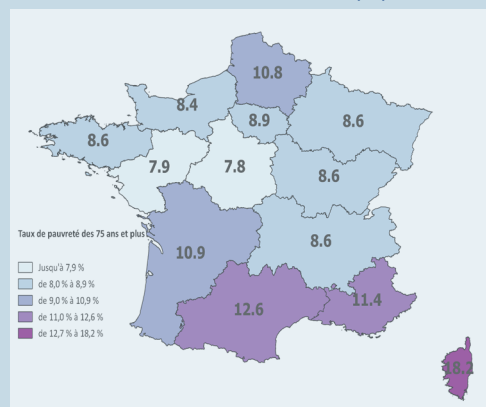 10.8
8.4
8.9
8.6
8.6
7.9
7.8
8.6
Taux de pauvreté des 75 ans et plus
10.9
8.6
Jusqu'à 7,9 %
de 8,0 % à 8,9 %
de 9,0 % à 10,9 %
12.6
11.4
de 11,0 % à 12,6 %
de 12,7 % à 18,2 %
18.2